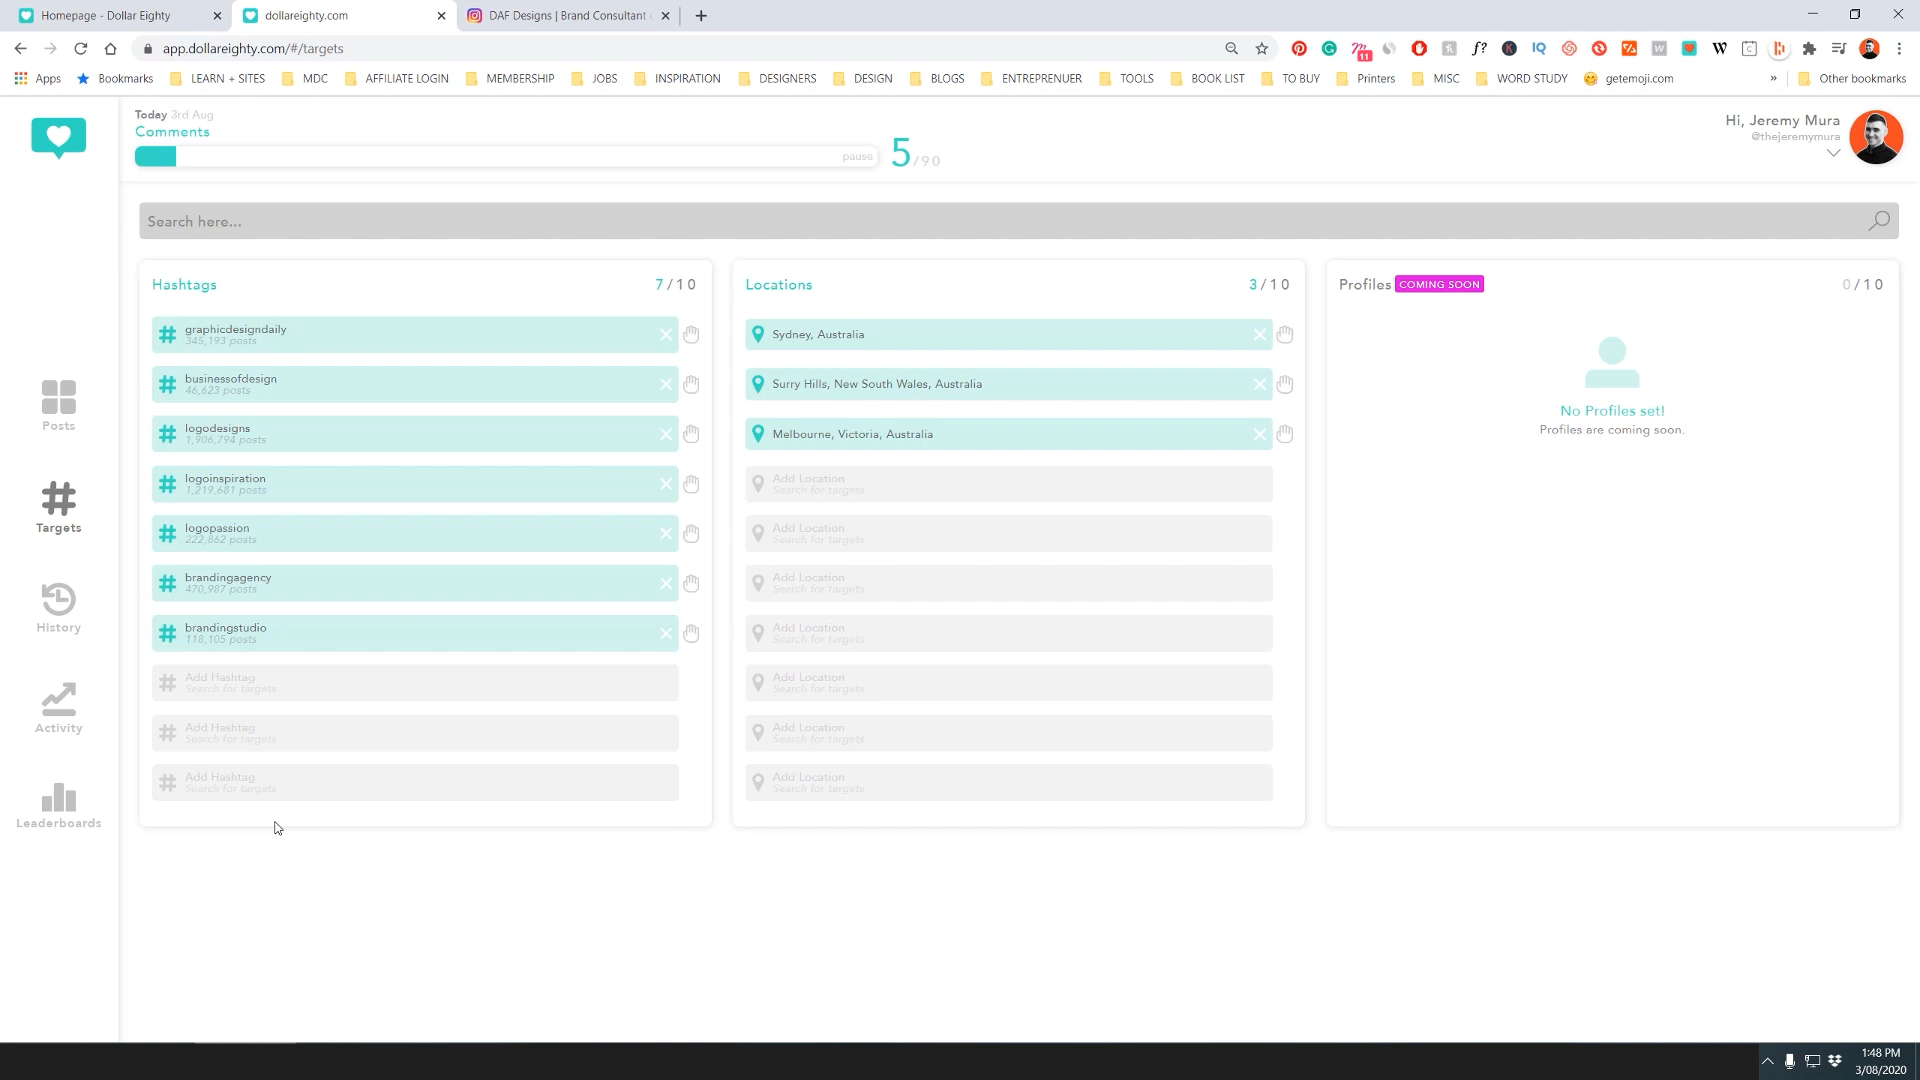 Homepage - Dollar Eighty
dollareighty.com
DAF Designs | Brand Consultant
app.dollareighty.com/#/targets
11
f?
K
IQ
W
Apps
Bookmarks
LEARN + SITES
MDC
AFFILIATE LOGIN
MEMBERSHIP
JOBS
INSPIRATION
DESIGNERS
DESIGN
BLOGS
ENTREPRENUER
TOOLS
BOOK LIST
TO BUY
Printers
MISC
WORD STUDY
getemoji.com
»
Other bookmarks
Today 3rd Aug
Comments
pause
5/90
Hi, Jeremy Mura
@thejeremymura
Search here...
Posts
Targets
History
Activity
Leaderboards
Hashtags 7/10
graphicdesigndaily
345,193 posts
businessofdesign
46,623 posts
logodesigns
1,906,794 posts
logoinspiration
1,219,681 posts
logopassion
222,862 posts
brandingagency
470,987 posts
brandingstudio
118,105 posts
Add Hashtag
Search for targets
Add Hashtag
Search for targets
Add Hashtag
Search for targets
Locations 3/10
Sydney, Australia
Surry Hills, New South Wales, Australia
Melbourne, Victoria, Australia
Add Location
Search for targets
Add Location
Search for targets
Add Location
Search for targets
Add Location
Search for targets
Add Location
Search for targets
Add Location
Search for targets
Add Location
Search for targets
Profiles COMING SOON 0/10
No Profiles set!
Profiles are coming soon.
1:48 PM
3/08/2020